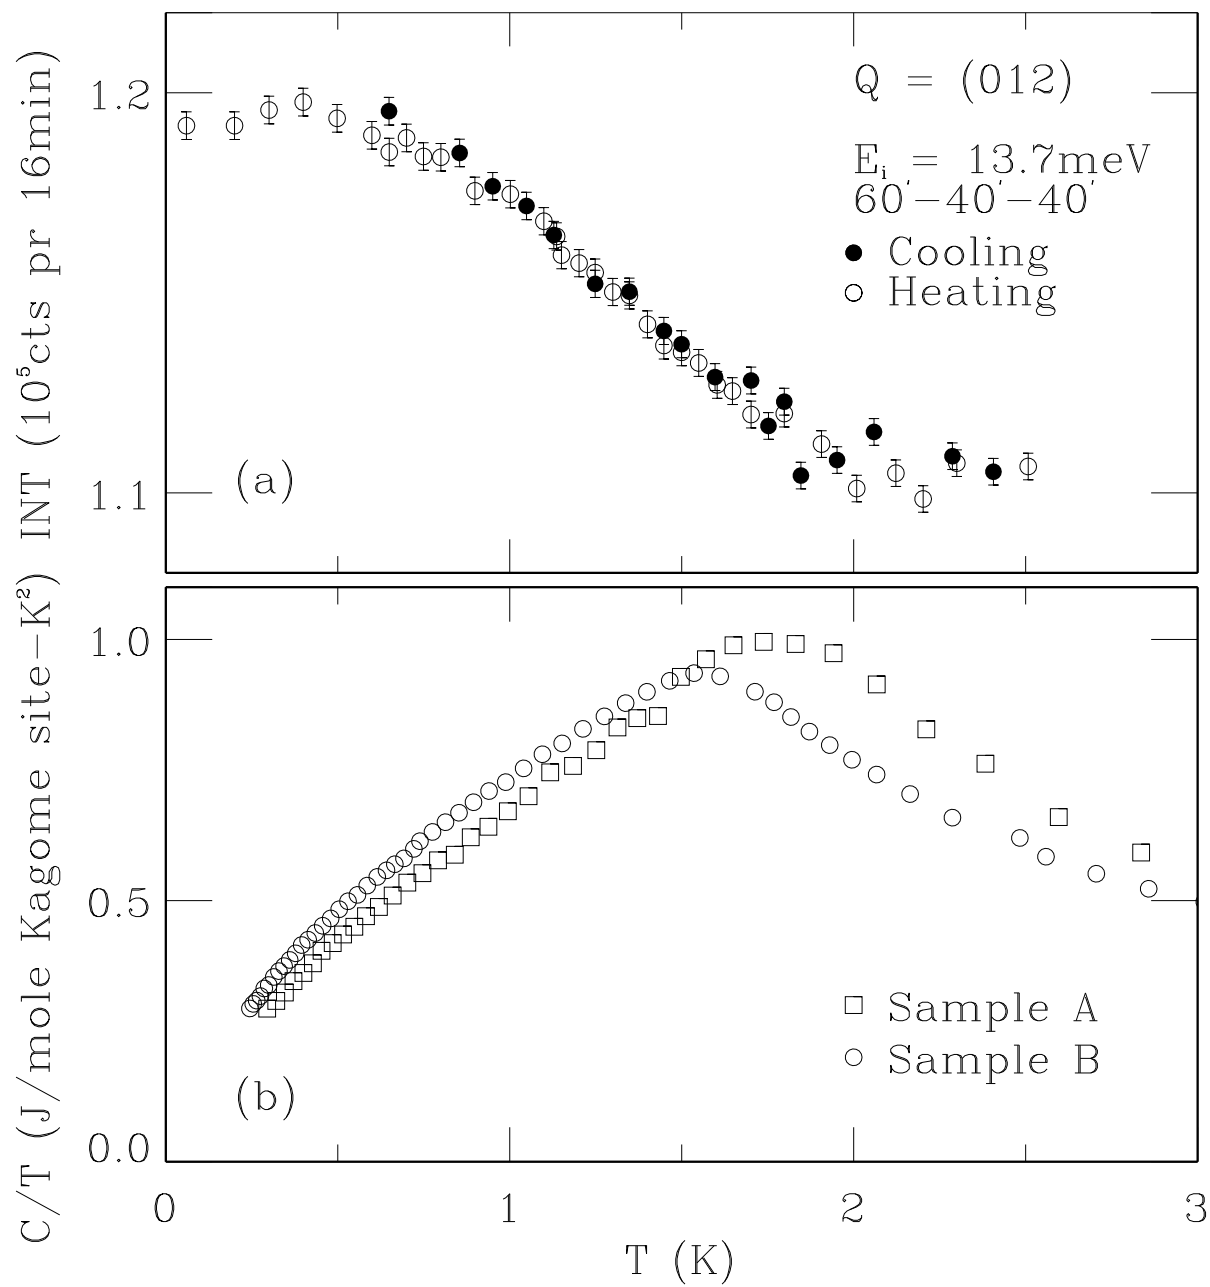 INT (10⁵cts pr 16min)
1.2
1.1
Q = (012)
Eᵢ = 13.7meV
60'−40'−40'
Cooling
Heating
(a)
C/T (J/mole Kagome site−K²)
1.0
0.5
0.0
Sample A
Sample B
(b)
0 1 2 3
T (K)